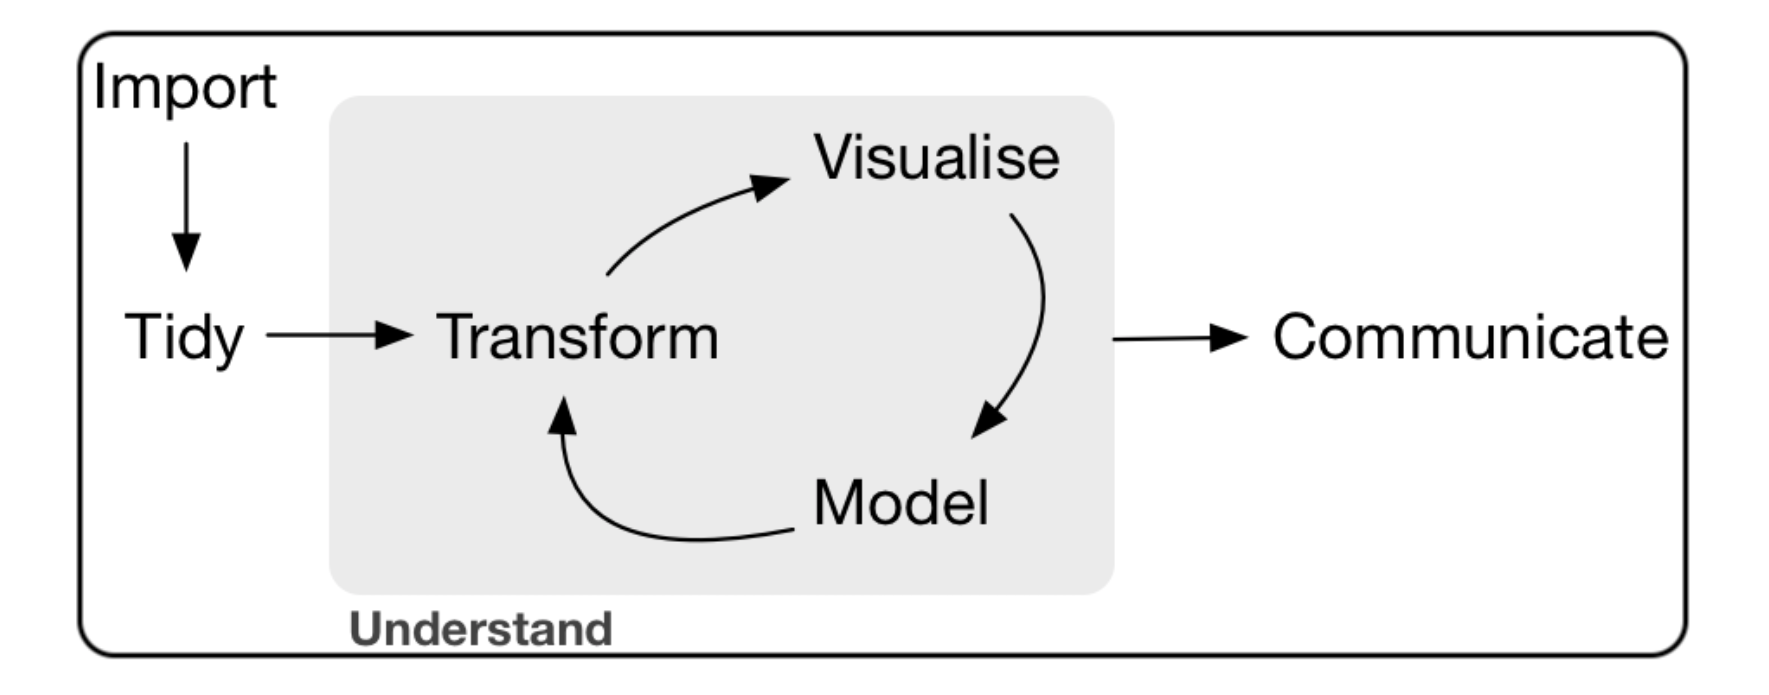 Import
Visualise
Tidy
Transform
Communicate
Model
Understand